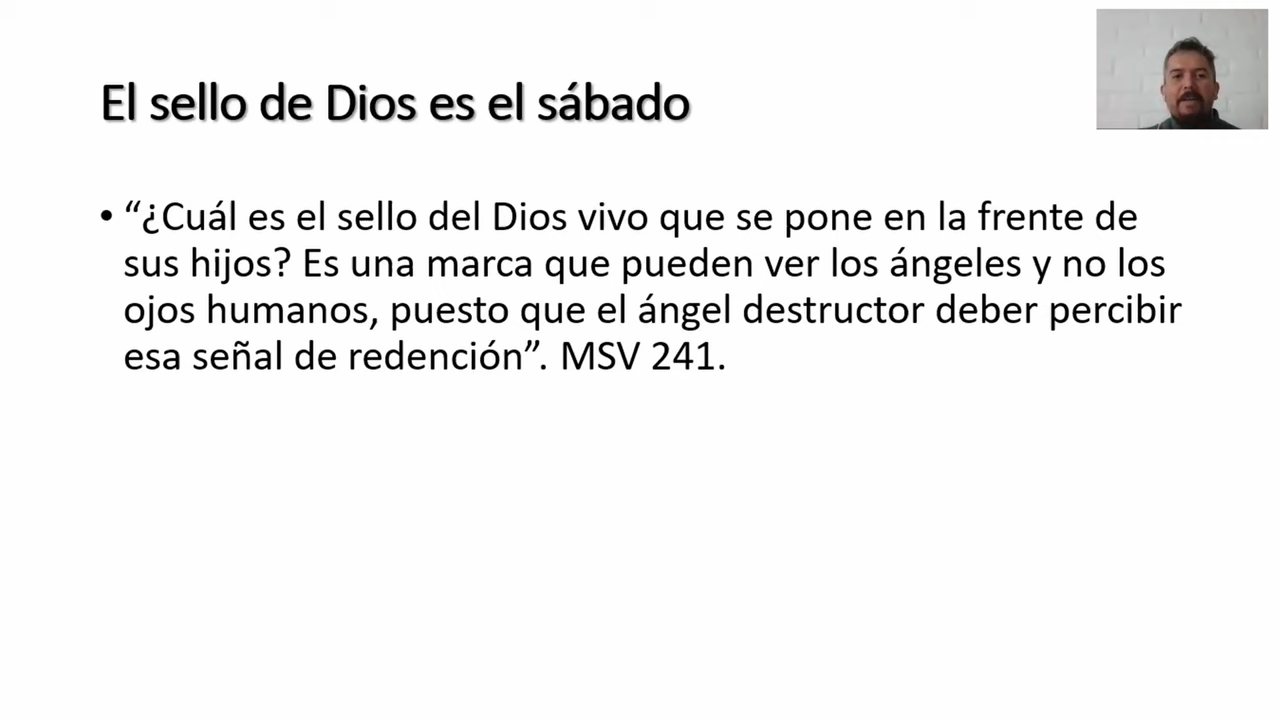 El sello de Dios es el sábado
• “¿Cuál es el sello del Dios vivo que se pone en la frente de
sus hijos? Es una marca que pueden ver los ángeles y no los
ojos humanos, puesto que el ángel destructor deber percibir
esa señal de redención”. MSV 241.